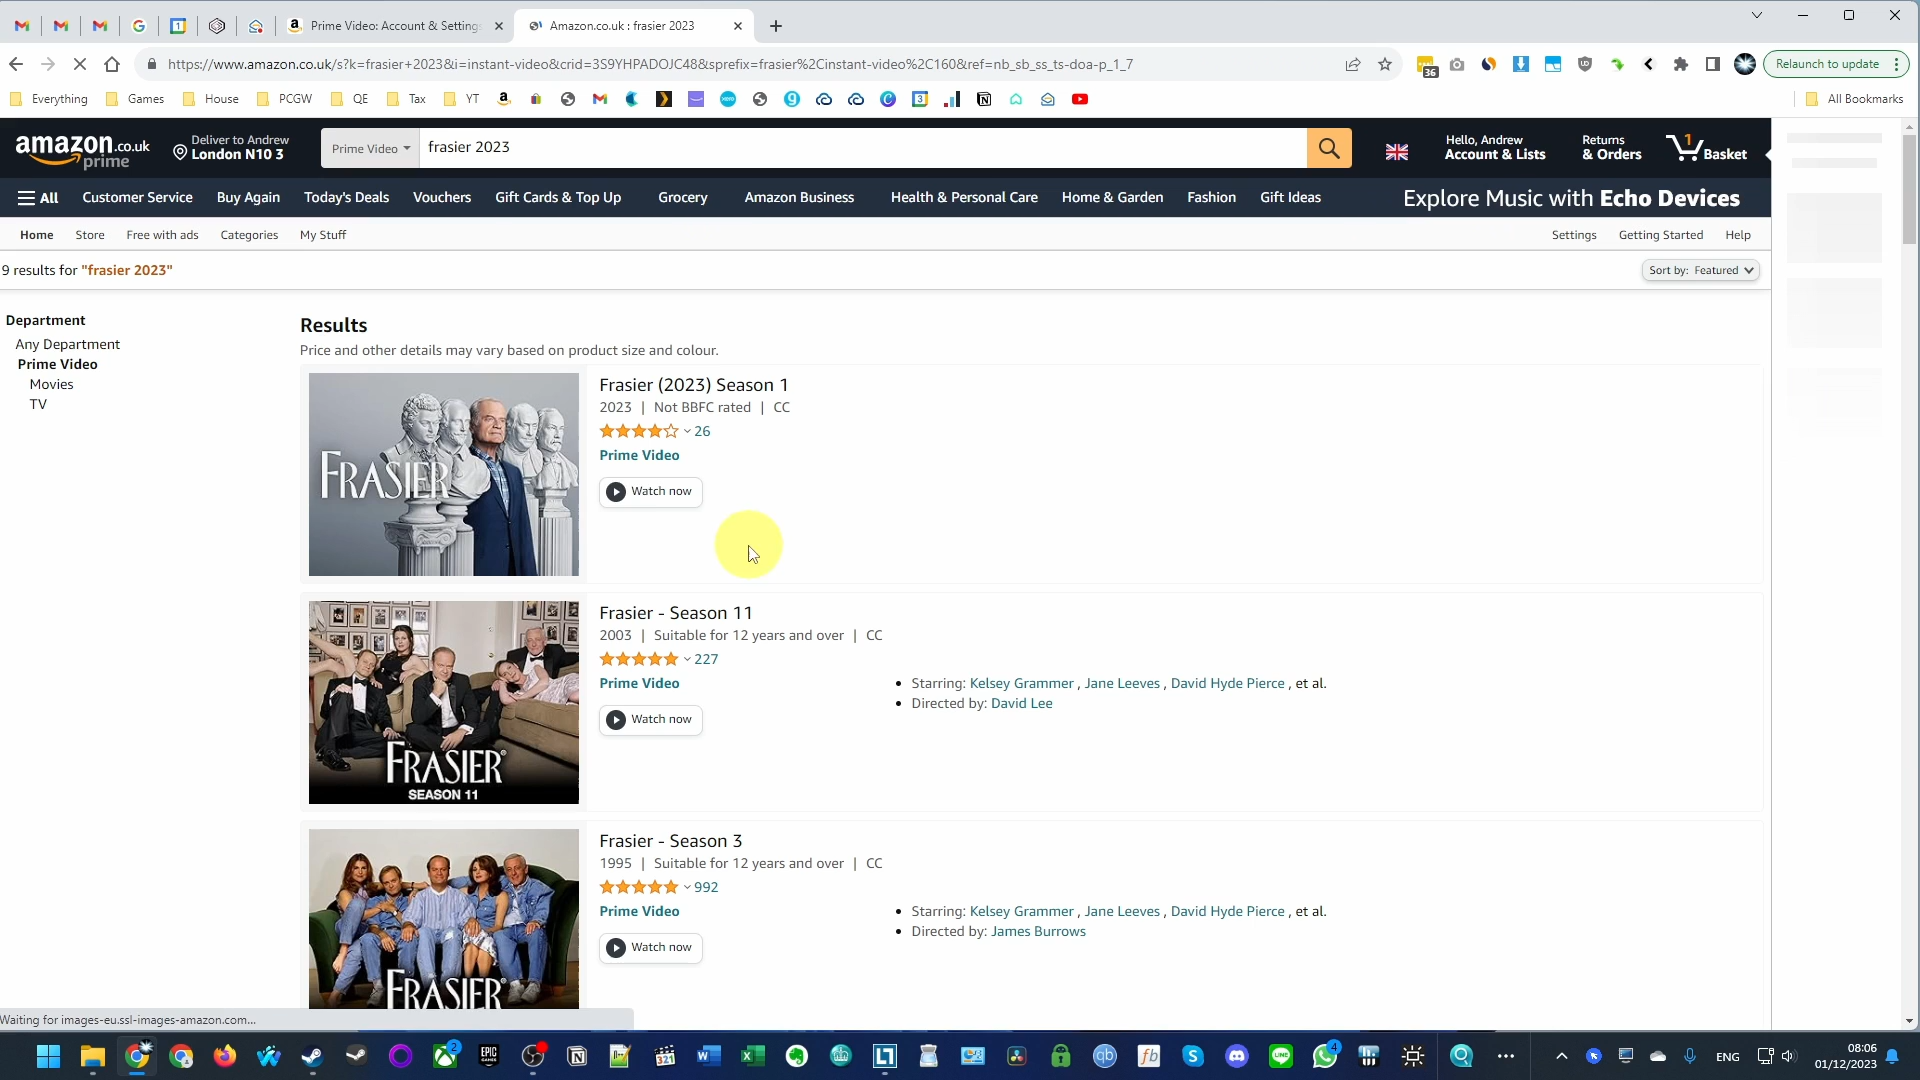 Prime Video: Account & Settings
Amazon.co.uk : frasier 2023
https://www.amazon.co.uk/s?k=frasier+2023&i=instant-video&crid=3S9YHPADOJC48&sprefix=frasier%2Cinstant-video%2C160&ref=nb_sb_ss_ts-doa-p_1_7
36
Relaunch to update
Everything
Games
House
PCGW
QE
Tax
YT
All Bookmarks
amazon.co.uk
prime
Deliver to Andrew
London N10 3
Prime Video
frasier 2023
Hello, Andrew
Account & Lists
Returns
& Orders
1
Basket
All
Customer Service
Buy Again
Today's Deals
Vouchers
Gift Cards & Top Up
Grocery
Amazon Business
Health & Personal Care
Home & Garden
Fashion
Gift Ideas
Explore Music with Echo Devices
Home
Store
Free with ads
Categories
My Stuff
Settings
Getting Started
Help
9 results for "frasier 2023"
Sort by: Featured
Department
Any Department
Prime Video
Movies
TV
Results
Price and other details may vary based on product size and colour.
FRASIER
Frasier (2023) Season 1
2023 | Not BBFC rated | CC
26
Prime Video
Watch now
FRASIER
SEASON 11
Frasier - Season 11
2003 | Suitable for 12 years and over | CC
227
Prime Video
Watch now
Starring: Kelsey Grammer , Jane Leeves , David Hyde Pierce , et al.
Directed by: David Lee
FRASIER
Frasier - Season 3
1995 | Suitable for 12 years and over | CC
992
Prime Video
Watch now
Starring: Kelsey Grammer , Jane Leeves , David Hyde Pierce , et al.
Directed by: James Burrows
Waiting for images-eu.ssl-images-amazon.com...
2
EPIC
GAMES
321
qb
fb
4
ENG
08:06
01/12/2023